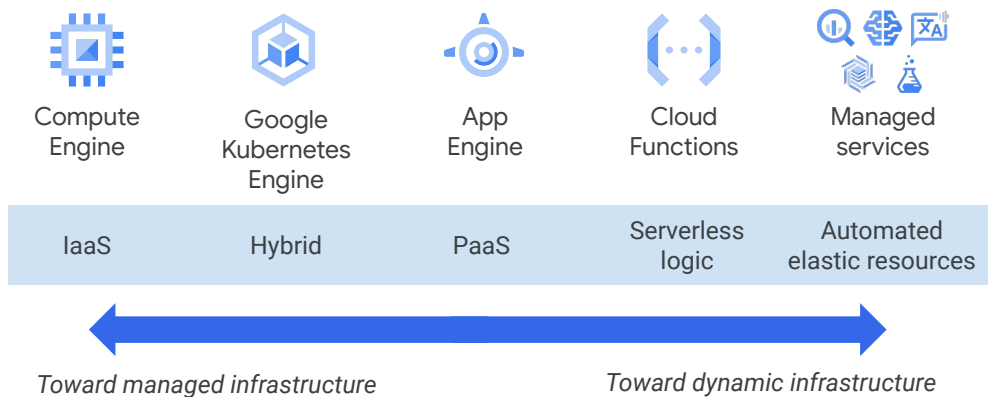 Compute
Engine
Google
Kubernetes
Engine
App
Engine
Cloud
Functions
Managed
services
IaaS
Hybrid
PaaS
Serverless
logic
Automated
elastic resources
Toward managed infrastructure
Toward dynamic infrastructure